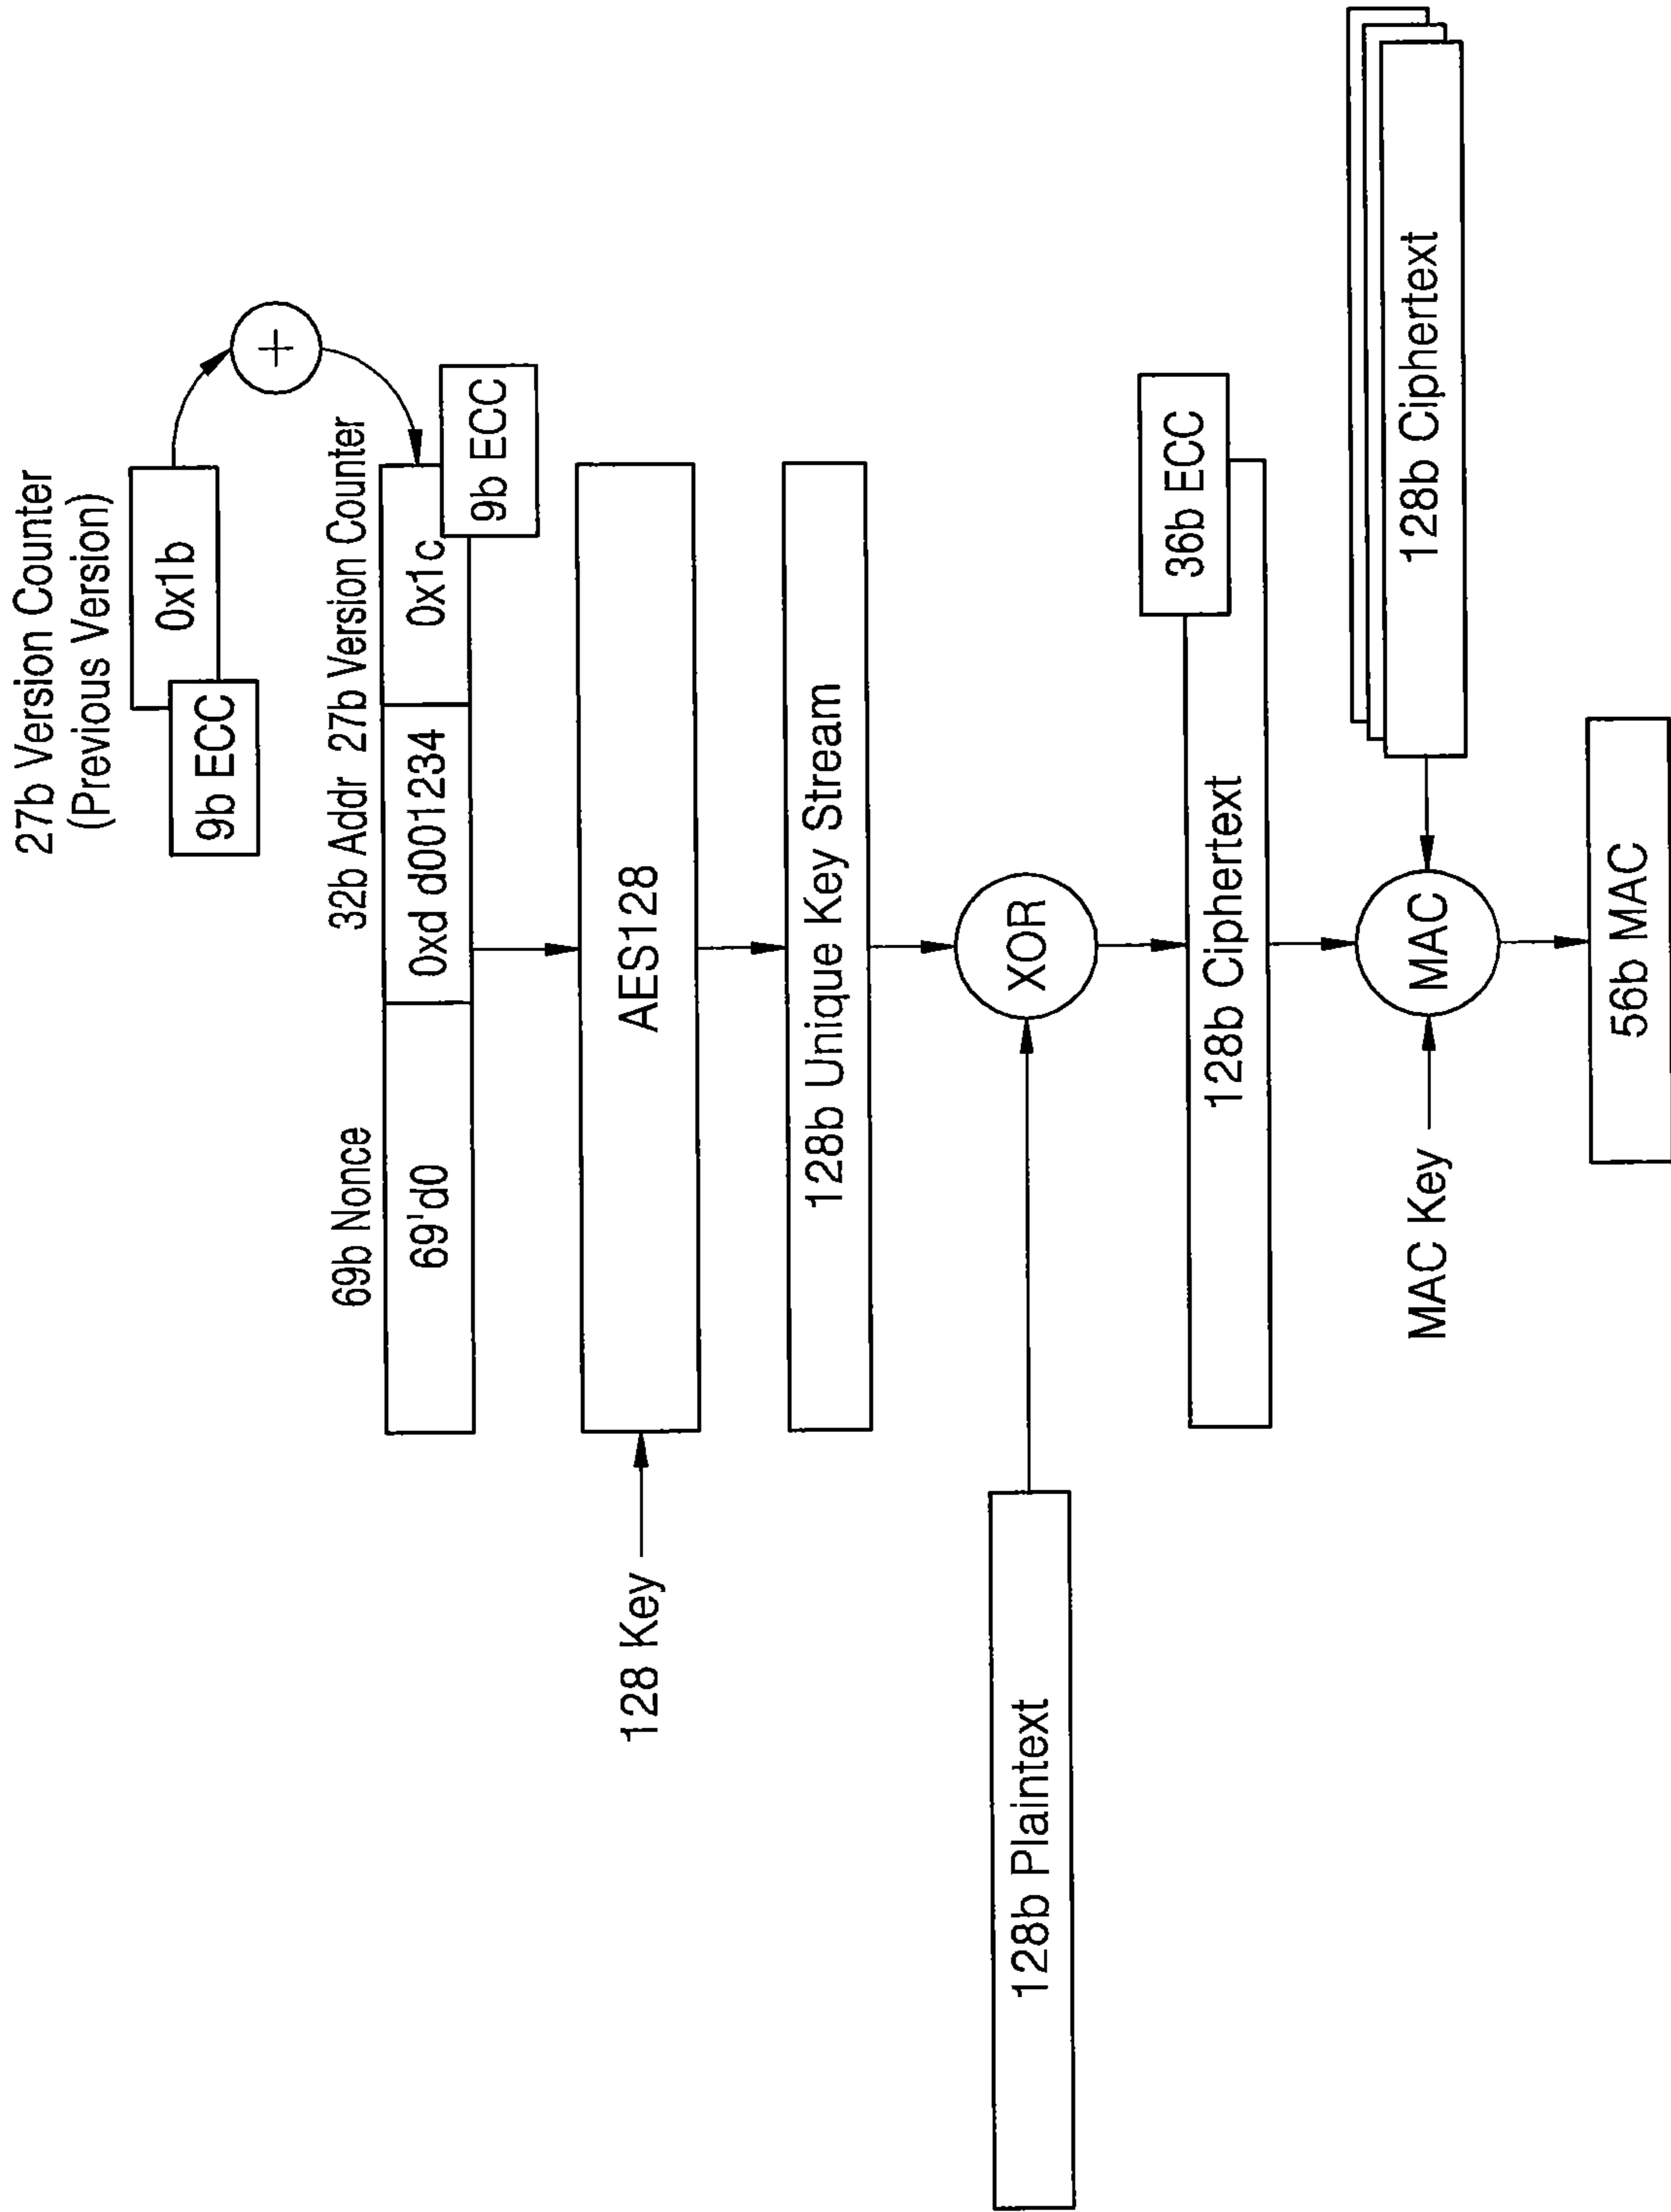 27b Version Counter
(Previous Version)
0x1b
9b ECC
+
69b Nonce
32b Addr
27b Version Counter
69'd0
0xd d001234
0x1c
9b ECC
128 Key
AES128
128b Unique Key Stream
128b Plaintext
XOR
36b ECC
128b Ciphertext
MAC Key
MAC
128b Ciphertext
56b MAC